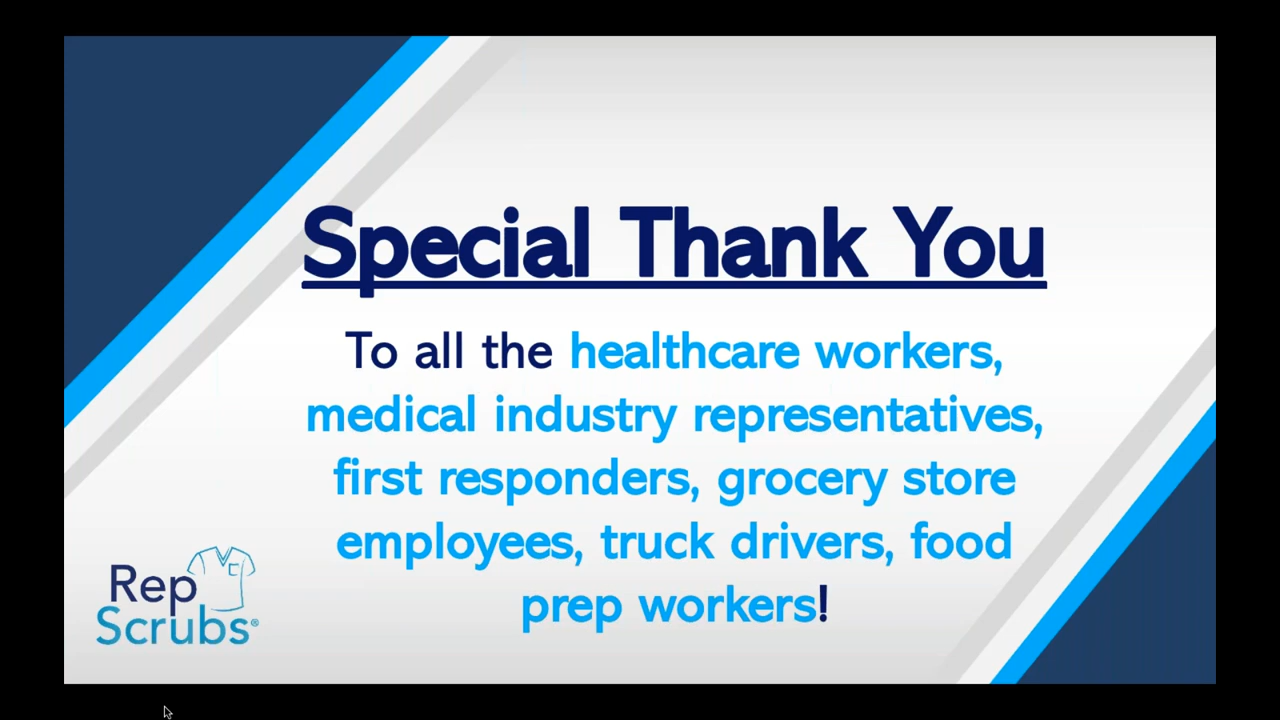 Special Thank You
To all the healthcare workers,
medical industry representatives,
first responders, grocery store
employees, truck drivers, food
prep workers!
Rep
Scrubs®